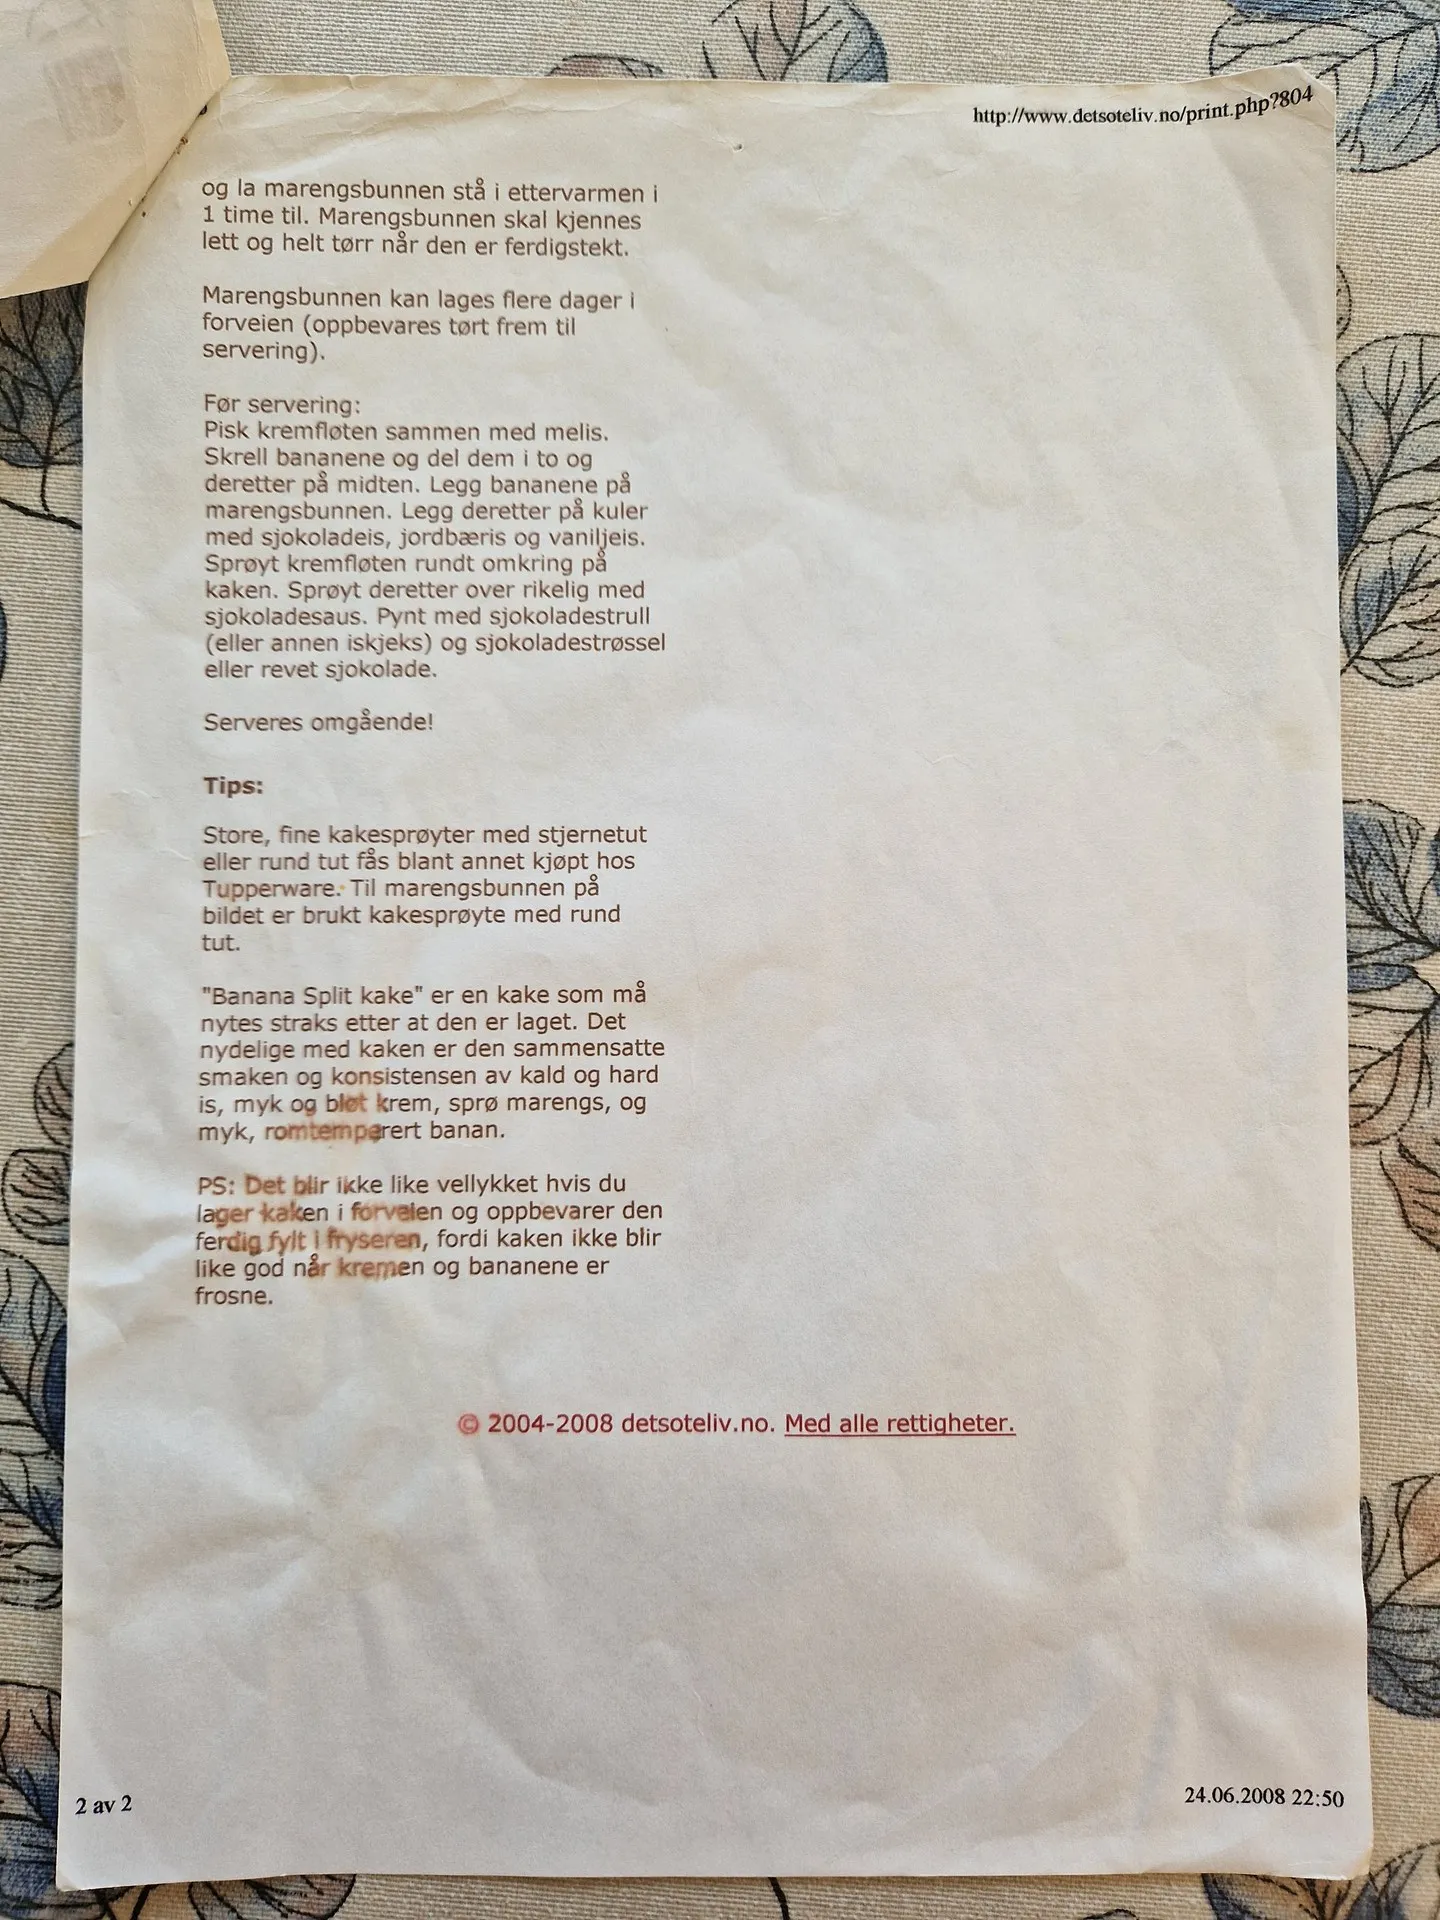 http://www.detsoteliv.no/print.php?804
og la marengsbunnen stå i ettervarmen i
1 time til. Marengsbunnen skal kjennes
lett og helt tørr når den er ferdigstekt.
Marengsbunnen kan lages flere dager i
forveien (oppbevares tørt frem til
servering).
Før servering:
Pisk kremfløten sammen med melis.
Skrell bananene og del dem i to og
deretter på midten. Legg bananene på
marengsbunnen. Legg deretter på kuler
med sjokoladeis, jordbæris og vaniljeis.
Sprøyt kremfløten rundt omkring på
kaken. Sprøyt deretter over rikelig med
sjokoladesaus. Pynt med sjokoladestrull
(eller annen iskjeks) og sjokoladestrøssel
eller revet sjokolade.
Serveres omgående!
Tips:
Store, fine kakesprøyter med stjernetut
eller rund tut fås blant annet kjøpt hos
Tupperware. Til marengsbunnen på
bildet er brukt kakesprøyte med rund
tut.
"Banana Split kake" er en kake som må
nytes straks etter at den er laget. Det
nydelige med kaken er den sammensatte
smaken og konsistensen av kald og hard
is, myk og bløt krem, sprø marengs, og
myk, romtemperert banan.
PS: Det blir ikke like vellykket hvis du
lager kaken i forveien og oppbevarer den
ferdig fylt i fryseren, fordi kaken ikke blir
like god når kremen og bananene er
frosne.
© 2004-2008 detsoteliv.no. Med alle rettigheter.
2 av 2
24.06.2008 22:50